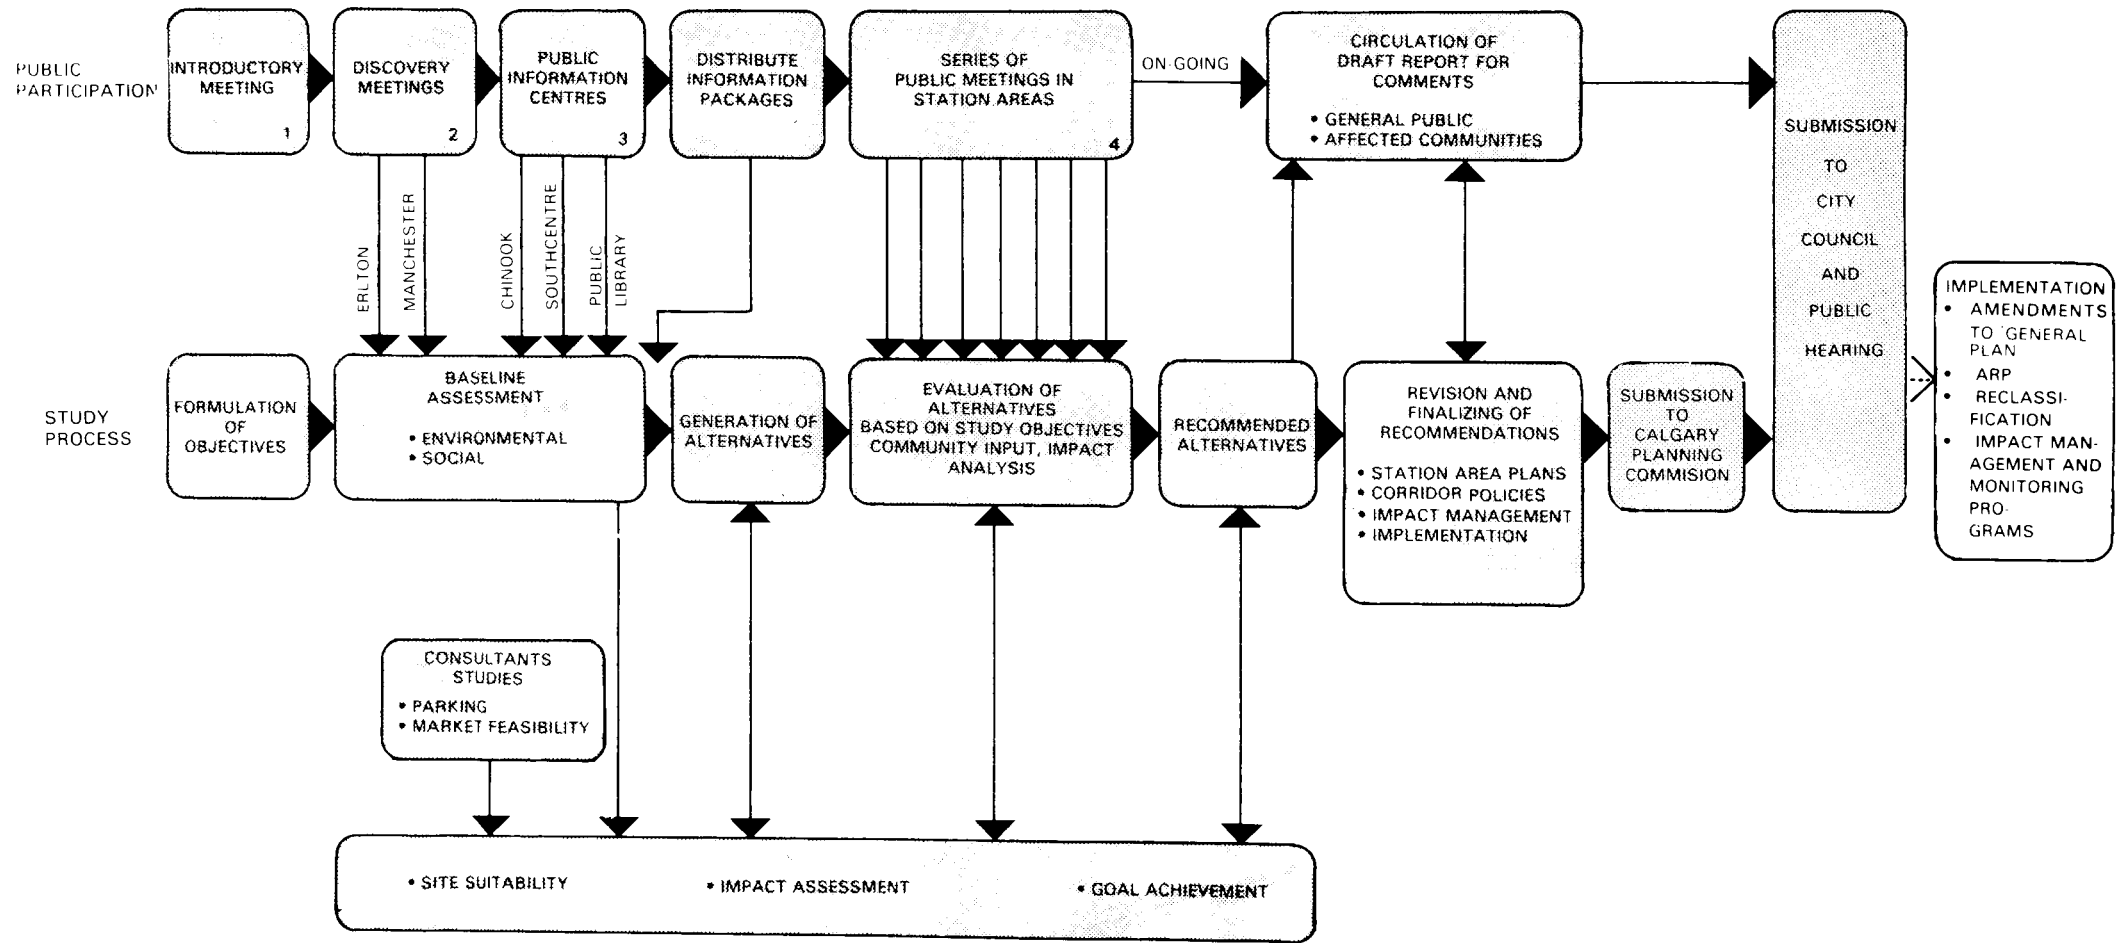 PUBLIC
PARTICIPATION
INTRODUCTORY
MEETING
1
DISCOVERY
MEETINGS
2
PUBLIC
INFORMATION
CENTRES
3
DISTRIBUTE
INFORMATION
PACKAGES
SERIES OF
PUBLIC MEETINGS IN
STATION AREAS
4
ON-GOING
CIRCULATION OF
DRAFT REPORT FOR
COMMENTS
• GENERAL PUBLIC
• AFFECTED COMMUNITIES
SUBMISSION
TO
CITY
COUNCIL
AND
PUBLIC
HEARING
ERLTON
MANCHESTER
CHINOOK
SOUTHCENTRE
PUBLIC
LIBRARY
IMPLEMENTATION
• AMENDMENTS
TO GENERAL
PLAN
• ARP
• RECLASSI-
FICATION
• IMPACT MAN-
AGEMENT AND
MONITORING
PRO-
GRAMS
STUDY
PROCESS
FORMULATION
OF
OBJECTIVES
BASELINE
ASSESSMENT
• ENVIRONMENTAL
• SOCIAL
GENERATION OF
ALTERNATIVES
EVALUATION OF
ALTERNATIVES
BASED ON STUDY OBJECTIVES
COMMUNITY INPUT, IMPACT
ANALYSIS
RECOMMENDED
ALTERNATIVES
REVISION AND
FINALIZING OF
RECOMMENDATIONS
• STATION AREA PLANS
• CORRIDOR POLICIES
• IMPACT MANAGEMENT
• IMPLEMENTATION
SUBMISSION
TO
CALGARY
PLANNING
COMMISION
CONSULTANTS
STUDIES
• PARKING
• MARKET FEASIBILITY
• SITE SUITABILITY
• IMPACT ASSESSMENT
• GOAL ACHIEVEMENT